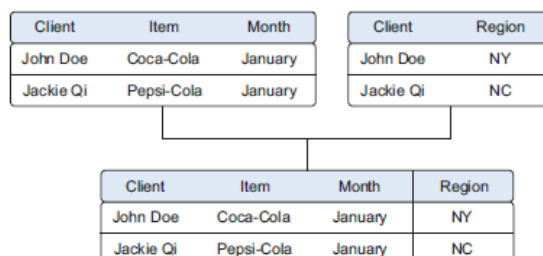 Client Item Month
John Doe Coca-Cola January
Jackie Qi Pepsi-Cola January
Client Region
John Doe NY
Jackie Qi NC
Client Item Month Region
John Doe Coca-Cola January NY
Jackie Qi Pepsi-Cola January NC